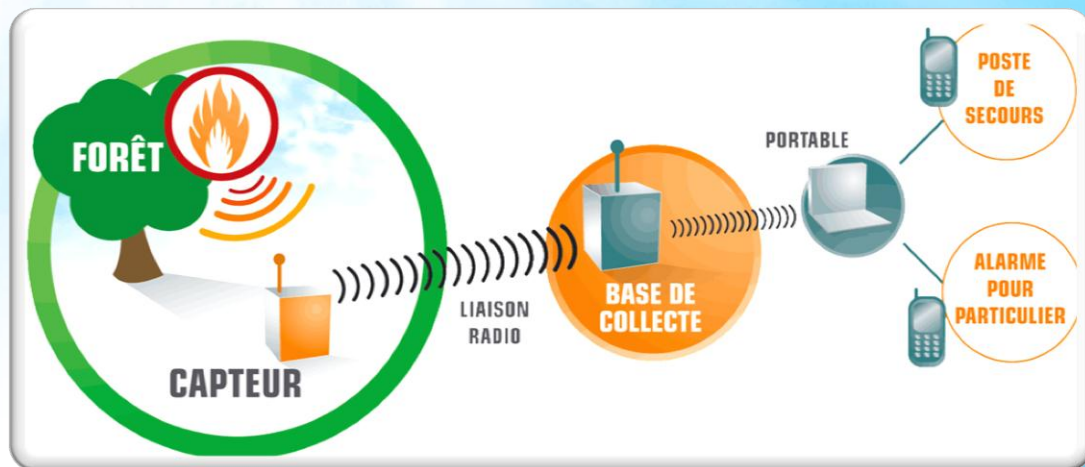 FORÊT
CAPTEUR
LIAISON
RADIO
BASE DE
COLLECTE
PORTABLE
POSTE
DE
SECOURS
ALARME
POUR
PARTICULIER